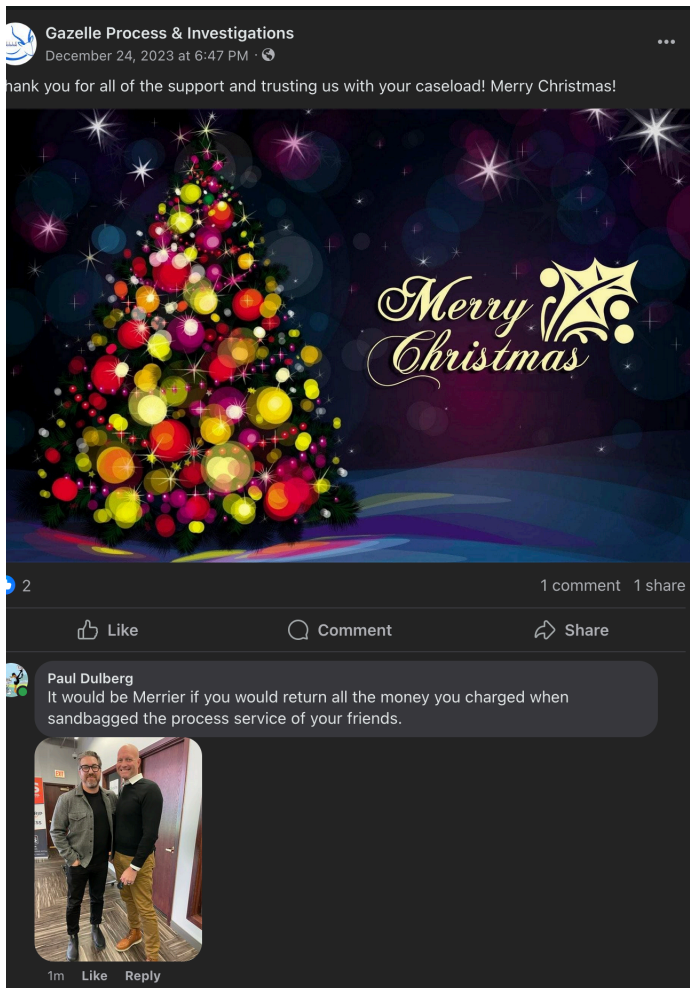 Gazelle Process & Investigations
December 24, 2023 at 6:47 PM ·
hank you for all of the support and trusting us with your caseload! Merry Christmas!
Merry
Christmas
2
1 comment 1 share
Like
Comment
Share
Paul Dulberg
It would be Merrier if you would return all the money you charged when
sandbagged the process service of your friends.
EXIT
1m Like Reply